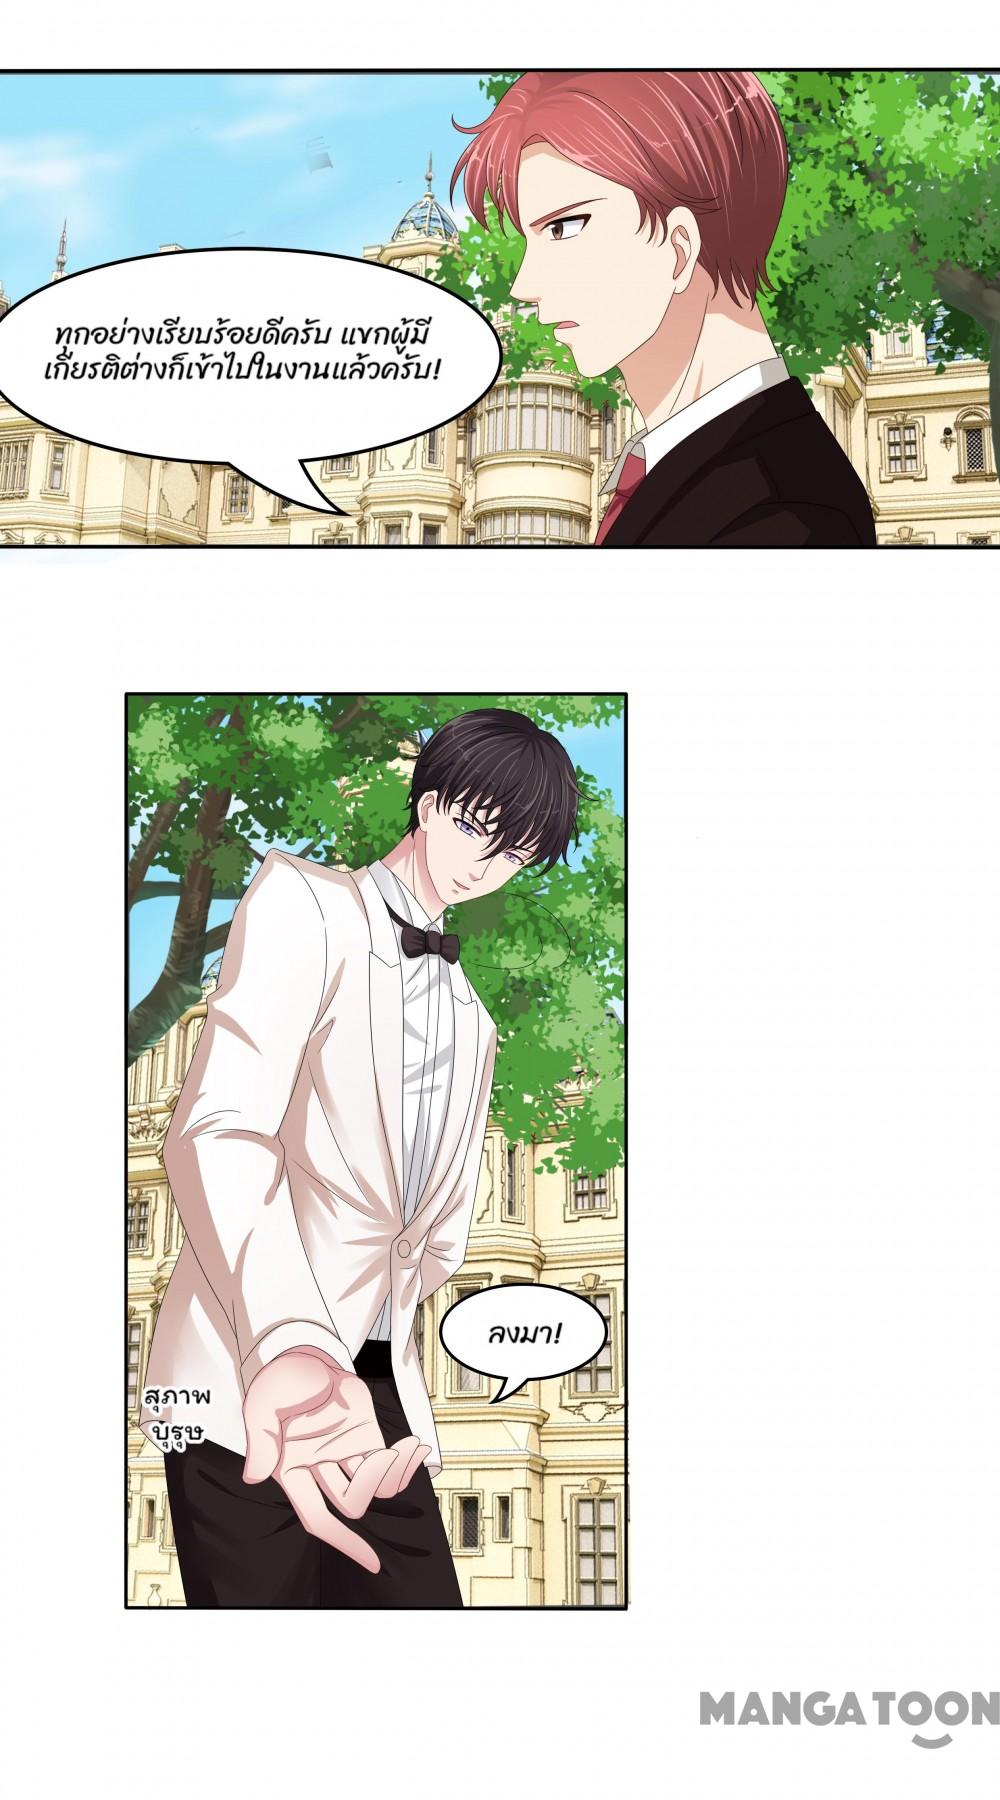 ทุกอย่างเรียบร้อยดีครับ แขกผู้มี
เกียรติต่างก็เข้าไปในงานแล้วครับ!
ลงมา!
สุภาพ
บุรุษ
MANGATOON